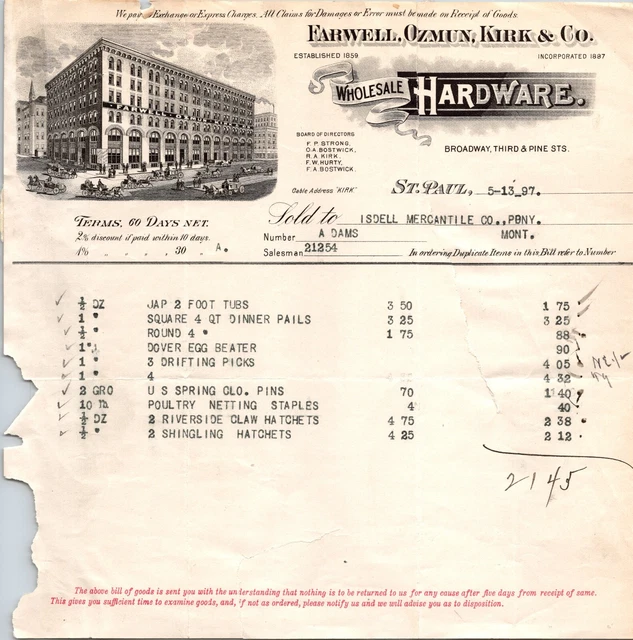 We pay Exchange or Express Charges. All Claims for Damages or Error must be made on Receipt of Goods.
FARWELL, OZMUN, KIRK & CO.
ESTABLISHED 1859 INCORPORATED 1887
WHOLESALE HARDWARE.
BROADWAY, THIRD & PINE STS.
BOARD OF DIRECTORS
F. P. STRONG,
O. A. BOSTWICK,
R. A. KIRK,
F. W. HURTY,
F. A. BOSTWICK.
Cable Address "KIRK"
ST. PAUL, 5-13 97.
TERMS, 60 DAYS NET.
2% discount if paid within 10 days.
1% " " " 30 " A.
Sold to ISDELL MERCANTILE CO., PONY.
Number A DAMS MONT.
Salesman 21254 In ordering Duplicate Items in this Bill refer to Number
½ DZ JAP 2 FOOT TUBS 3 50 1 75
1 " SQUARE 4 QT DINNER PAILS 3 25 3 25
½ " ROUND 4 " 1 75 88
1 " DOVER EGG BEATER 90
1 " 3 DRIFTING PICKS 4 05
1 " 4 4 32
2 GRO U S SPRING CLO. PINS 70 1 40
10 POULTRY NETTING STAPLES 4 40
½ DZ 2 RIVERSIDE CLAW HATCHETS 4 75 2 38
½ " 2 SHINGLING HATCHETS 4 25 2 12
2145
The above bill of goods is sent you with the understanding that nothing is to be returned to us for any cause after five days from receipt of same.
This gives you sufficient time to examine goods, and, if not as ordered, please notify us and we will advise you as to disposition.